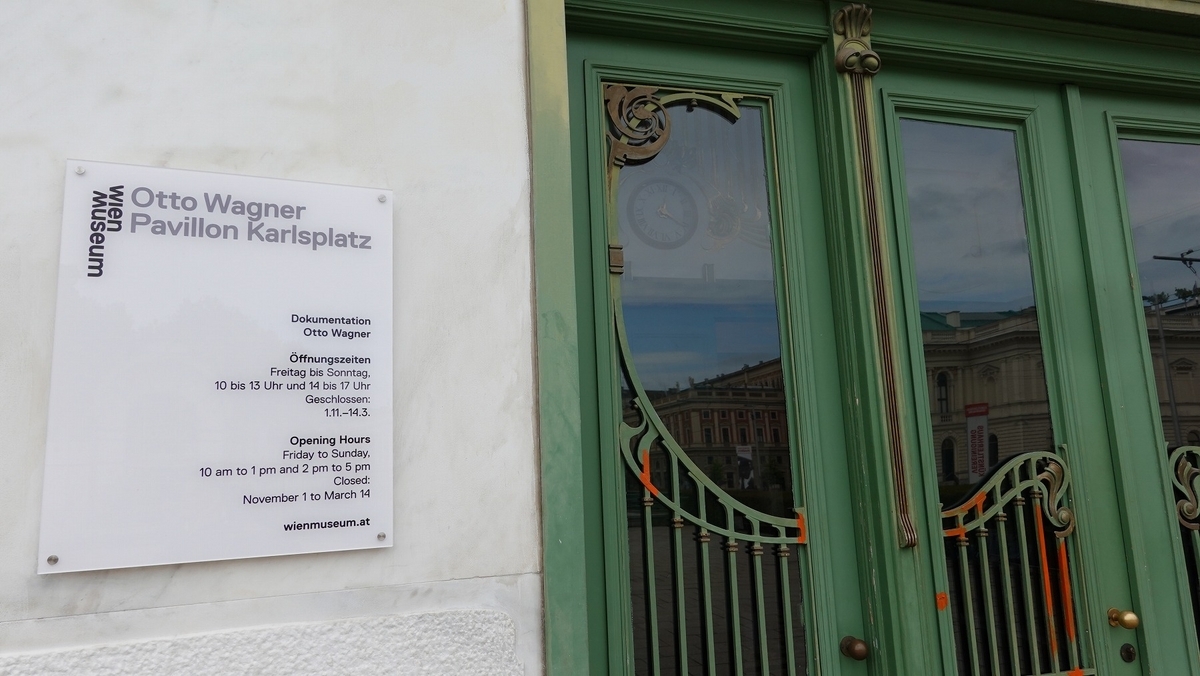 wien
museum
Otto Wagner
Pavillon Karlsplatz
Dokumentation
Otto Wagner
Öffnungszeiten
Freitag bis Sonntag,
10 bis 13 Uhr und 14 bis 17 Uhr
Geschlossen:
1.11.–14.3.
Opening Hours
Friday to Sunday,
10 am to 1 pm and 2 pm to 5 pm
Closed:
November 1 to March 14
wienmuseum.at